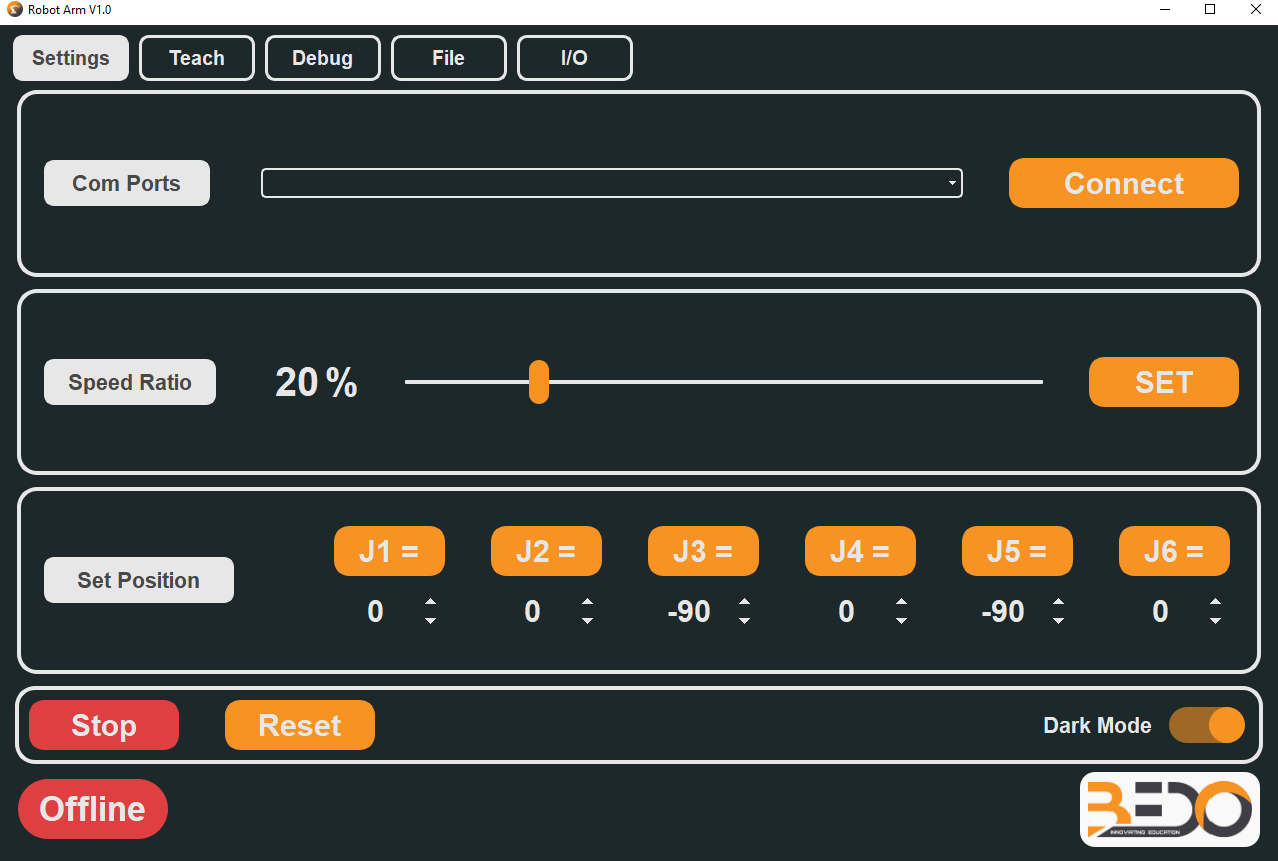 Robot Arm V1.0
Settings Teach Debug File I/O
Com Ports Connect
Speed Ratio 20 % SET
J1 = J2 = J3 = J4 = J5 = J6 =
Set Position
0 0 -90 0 -90 0
Stop Reset Dark Mode
Offline
BEDO
INNOVATING EDUCATION